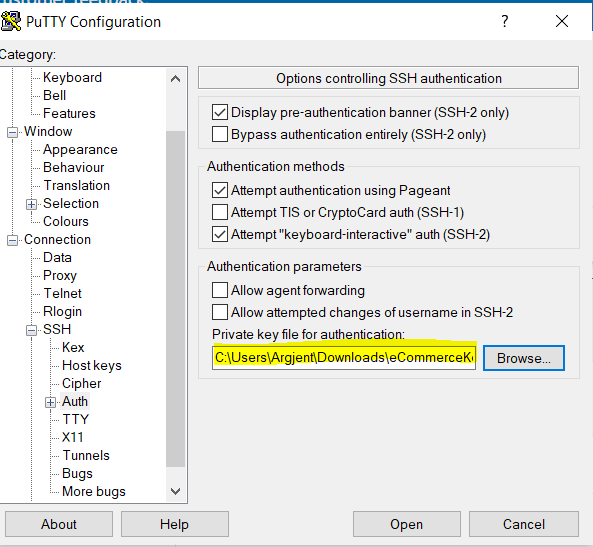 PuTTY Configuration
?
Category:
Keyboard
Bell
Features
Window
Appearance
Behaviour
Translation
Selection
Colours
Connection
Data
Proxy
Telnet
Rlogin
SSH
Kex
Host keys
Cipher
Auth
TTY
X11
Tunnels
Bugs
More bugs
Options controlling SSH authentication
Display pre-authentication banner (SSH-2 only)
Bypass authentication entirely (SSH-2 only)
Authentication methods
Attempt authentication using Pageant
Attempt TIS or CryptoCard auth (SSH-1)
Attempt "keyboard-interactive" auth (SSH-2)
Authentication parameters
Allow agent forwarding
Allow attempted changes of username in SSH-2
Private key file for authentication:
C:\Users\Argjent\Downloads\eCommerceKe
Browse...
About
Help
Open
Cancel